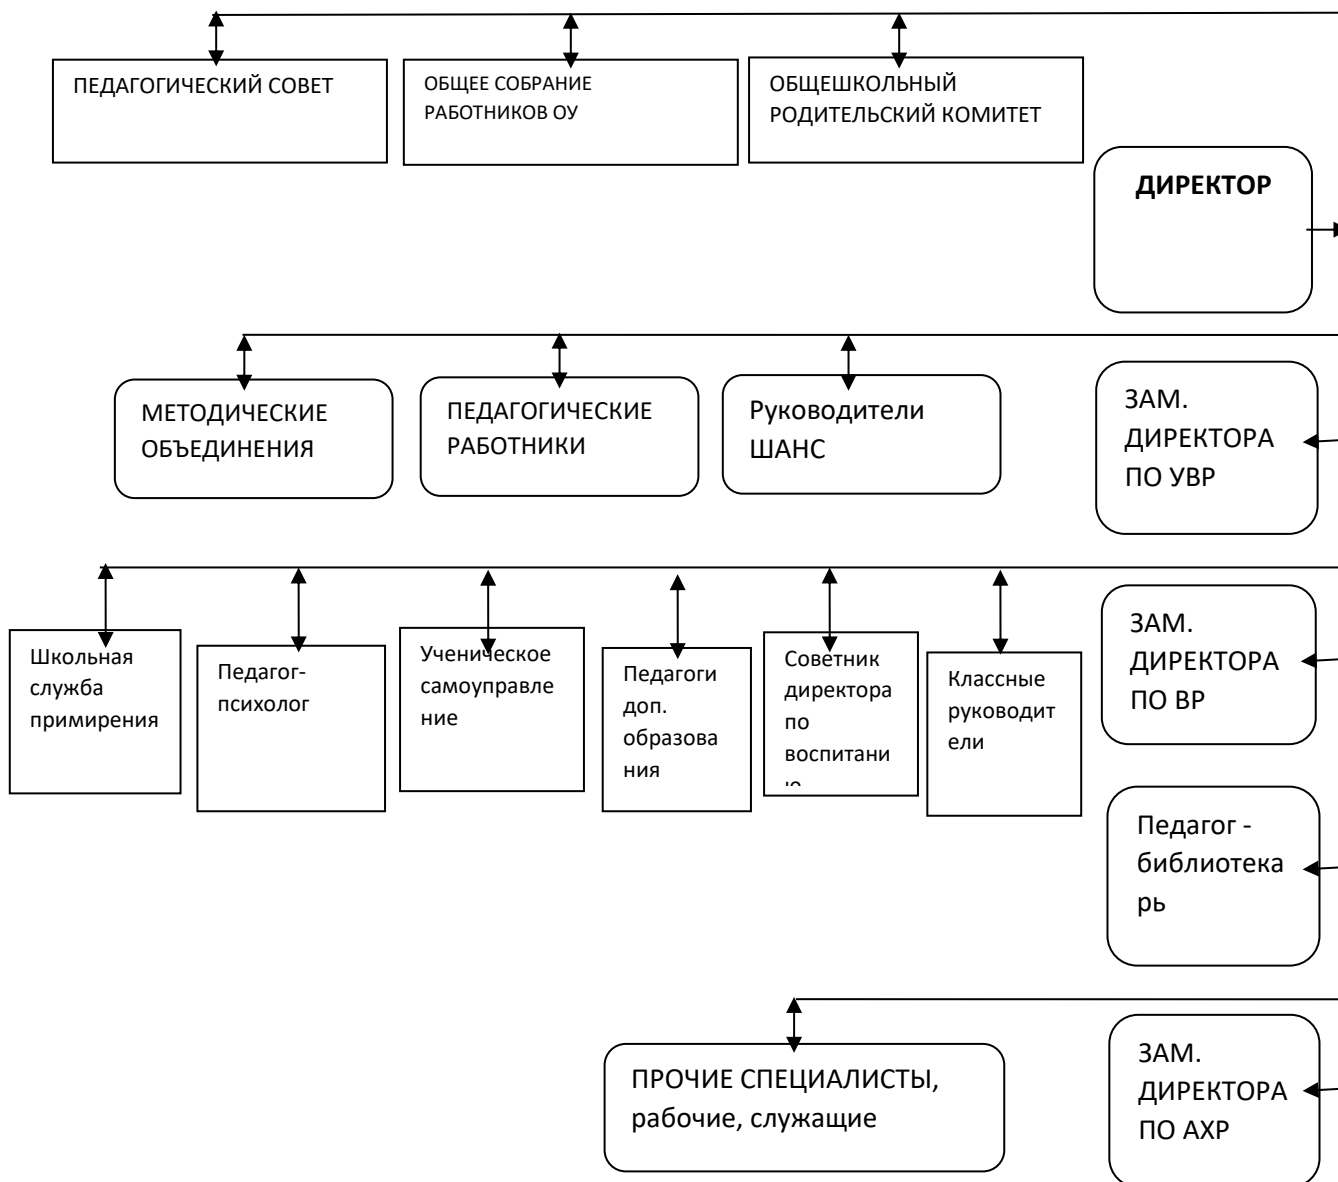 ПЕДАГОГИЧЕСКИЙ СОВЕТ
ОБЩЕЕ СОБРАНИЕ
РАБОТНИКОВ ОУ
ОБЩЕШКОЛЬНЫЙ
РОДИТЕЛЬСКИЙ КОМИТЕТ
ДИРЕКТОР
МЕТОДИЧЕСКИЕ
ОБЪЕДИНЕНИЯ
ПЕДАГОГИЧЕСКИЕ
РАБОТНИКИ
Руководители
ШАНС
ЗАМ.
ДИРЕКТОРА
ПО УВР
Школьная
служба
примирения
Педагог-
психолог
Ученическое
самоуправле
ние
Педагоги
доп.
образова
ния
Советник
директора
по
воспитани
ю
Классные
руководит
ели
ЗАМ.
ДИРЕКТОРА
ПО ВР
Педагог -
библиотека
рь
ПРОЧИЕ СПЕЦИАЛИСТЫ,
рабочие, служащие
ЗАМ.
ДИРЕКТОРА
ПО АХР